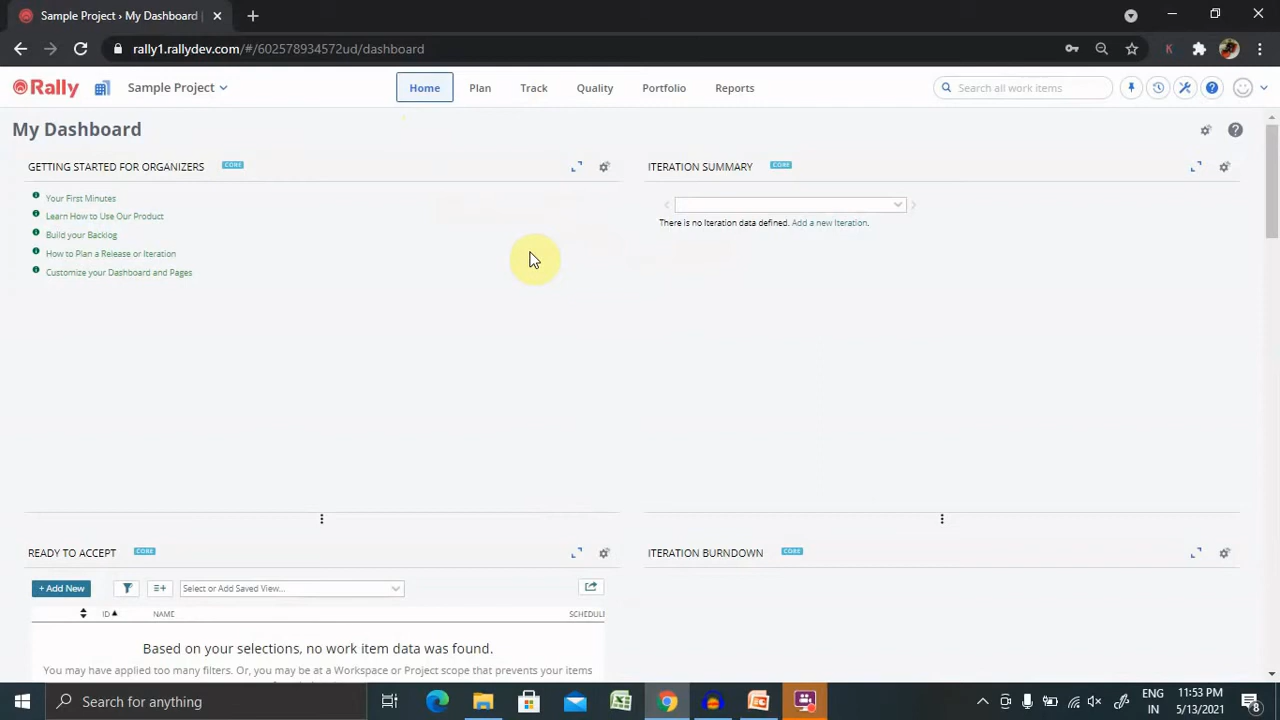 Sample Project › My Dashboard |
rally1.rallydev.com/#/602578934572ud/dashboard
K
Rally
Sample Project
Home
Plan
Track
Quality
Portfolio
Reports
Search all work items
My Dashboard
GETTING STARTED FOR ORGANIZERS
CORE
Your First Minutes
Learn How to Use Our Product
Build your Backlog
How to Plan a Release or Iteration
Customize your Dashboard and Pages
ITERATION SUMMARY
CORE
There is no Iteration data defined. Add a new Iteration.
READY TO ACCEPT
CORE
+ Add New
Select or Add Saved View...
ID
NAME
SCHEDUL
Based on your selections, no work item data was found.
You may have applied too many filters. Or, you may be at a Workspace or Project scope that prevents your items
ITERATION BURNDOWN
CORE
Search for anything
ENG
IN
11:53 PM
5/13/2021
8